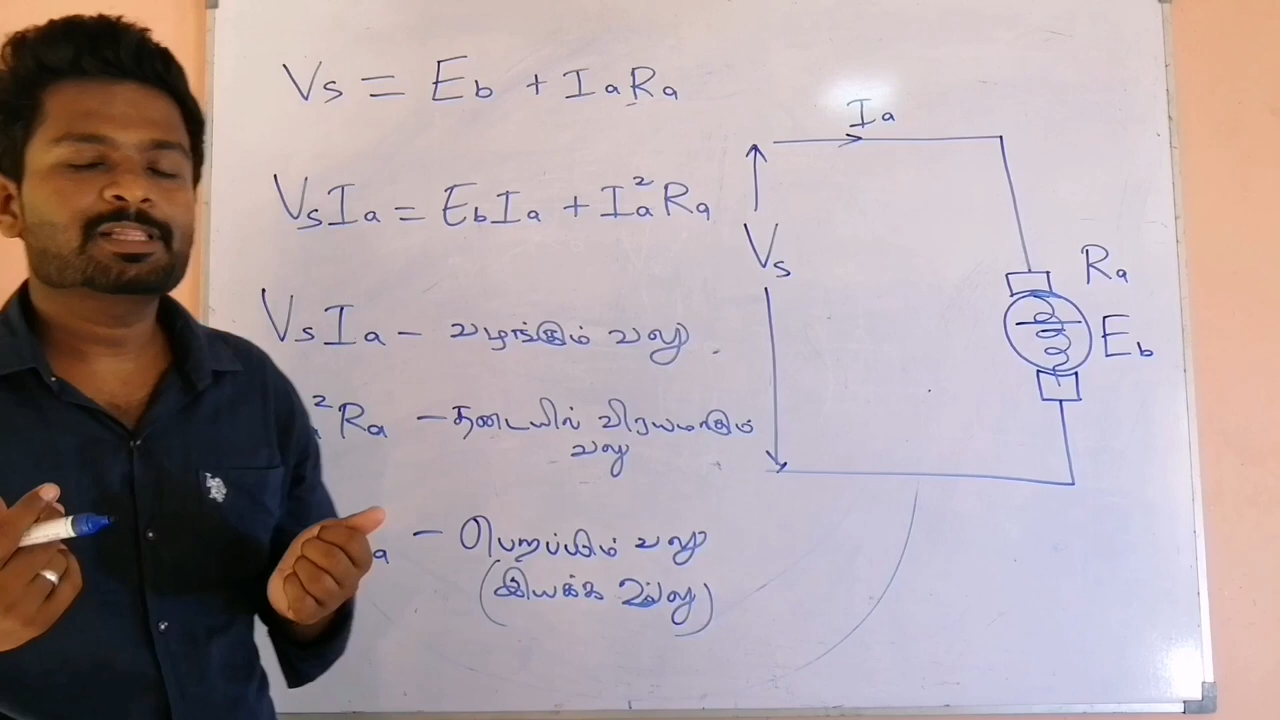 Vs = Eb + IaRa
VsIa = EbIa + Ia²Ra
VsIa – வழங்கும் வலு
²Ra – தடையில் விரயமாகும்
வலு
a – பெறப்படும் வலு
(இயக்க வலு)
Ia
Vs
Ra
Eb